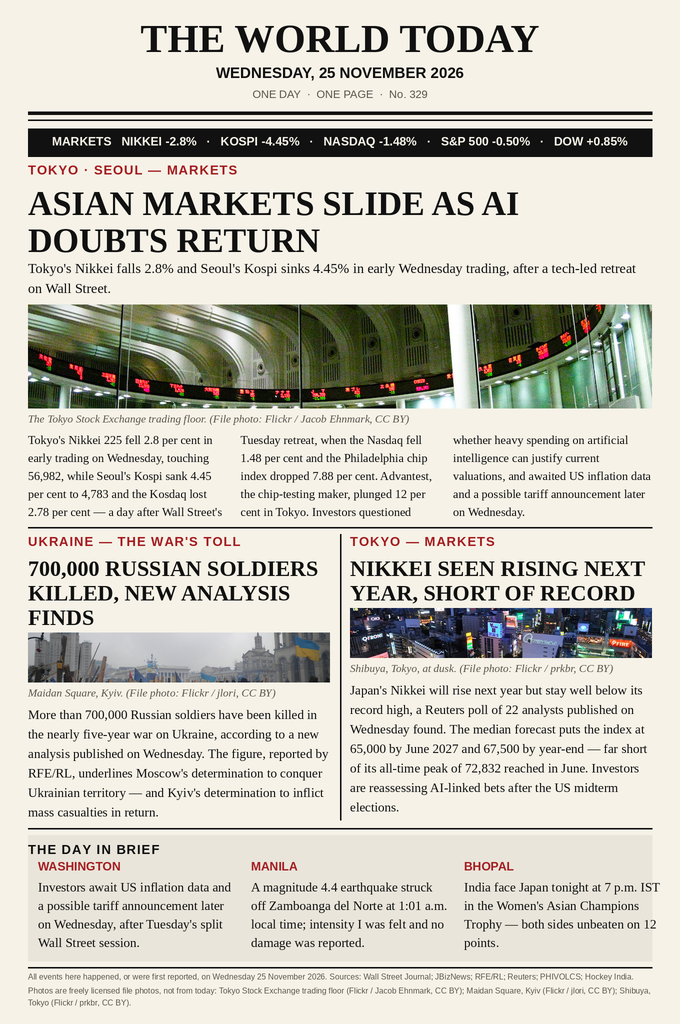 THE WORLD TODAY
WEDNESDAY, 25 NOVEMBER 2026
ONE DAY · ONE PAGE · No. 329
MARKETS NIKKEI -2.8% · KOSPI -4.45% · NASDAQ -1.48% · S&P 500 -0.50% · DOW +0.85%
TOKYO · SEOUL — MARKETS
ASIAN MARKETS SLIDE AS AI
DOUBTS RETURN
Tokyo's Nikkei falls 2.8% and Seoul's Kospi sinks 4.45% in early Wednesday trading, after a tech-led retreat
on Wall Street.
The Tokyo Stock Exchange trading floor. (File photo: Flickr / Jacob Ehnmark, CC BY)
Tokyo's Nikkei 225 fell 2.8 per cent in
early trading on Wednesday, touching
56,982, while Seoul's Kospi sank 4.45
per cent to 4,783 and the Kosdaq lost
2.78 per cent — a day after Wall Street's
Tuesday retreat, when the Nasdaq fell
1.48 per cent and the Philadelphia chip
index dropped 7.88 per cent. Advantest,
the chip-testing maker, plunged 12 per
cent in Tokyo. Investors questioned
whether heavy spending on artificial
intelligence can justify current
valuations, and awaited US inflation data
and a possible tariff announcement later
on Wednesday.
UKRAINE — THE WAR'S TOLL
700,000 RUSSIAN SOLDIERS
KILLED, NEW ANALYSIS
FINDS
Maidan Square, Kyiv. (File photo: Flickr / jlori, CC BY)
More than 700,000 Russian soldiers have been killed in
the nearly five-year war on Ukraine, according to a new
analysis published on Wednesday. The figure, reported by
RFE/RL, underlines Moscow's determination to conquer
Ukrainian territory — and Kyiv's determination to inflict
mass casualties in return.
TOKYO — MARKETS
NIKKEI SEEN RISING NEXT
YEAR, SHORT OF RECORD
Shibuya, Tokyo, at dusk. (File photo: Flickr / prkbr, CC BY)
Japan's Nikkei will rise next year but stay well below its
record high, a Reuters poll of 22 analysts published on
Wednesday found. The median forecast puts the index at
65,000 by June 2027 and 67,500 by year-end — far short
of its all-time peak of 72,832 reached in June. Investors
are reassessing AI-linked bets after the US midterm
elections.
THE DAY IN BRIEF
WASHINGTON
Investors await US inflation data and
a possible tariff announcement later
on Wednesday, after Tuesday's split
Wall Street session.
MANILA
A magnitude 4.4 earthquake struck
off Zamboanga del Norte at 1:01 a.m.
local time; intensity I was felt and no
damage was reported.
BHOPAL
India face Japan tonight at 7 p.m. IST
in the Women's Asian Champions
Trophy — both sides unbeaten on 12
points.
All events here happened, or were first reported, on Wednesday 25 November 2026. Sources: Wall Street Journal; JBizNews; RFE/RL; Reuters; PHIVOLCS; Hockey India.
Photos are freely licensed file photos, not from today: Tokyo Stock Exchange trading floor (Flickr / Jacob Ehnmark, CC BY); Maidan Square, Kyiv (Flickr / jlori, CC BY); Shibuya,
Tokyo (Flickr / prkbr, CC BY).